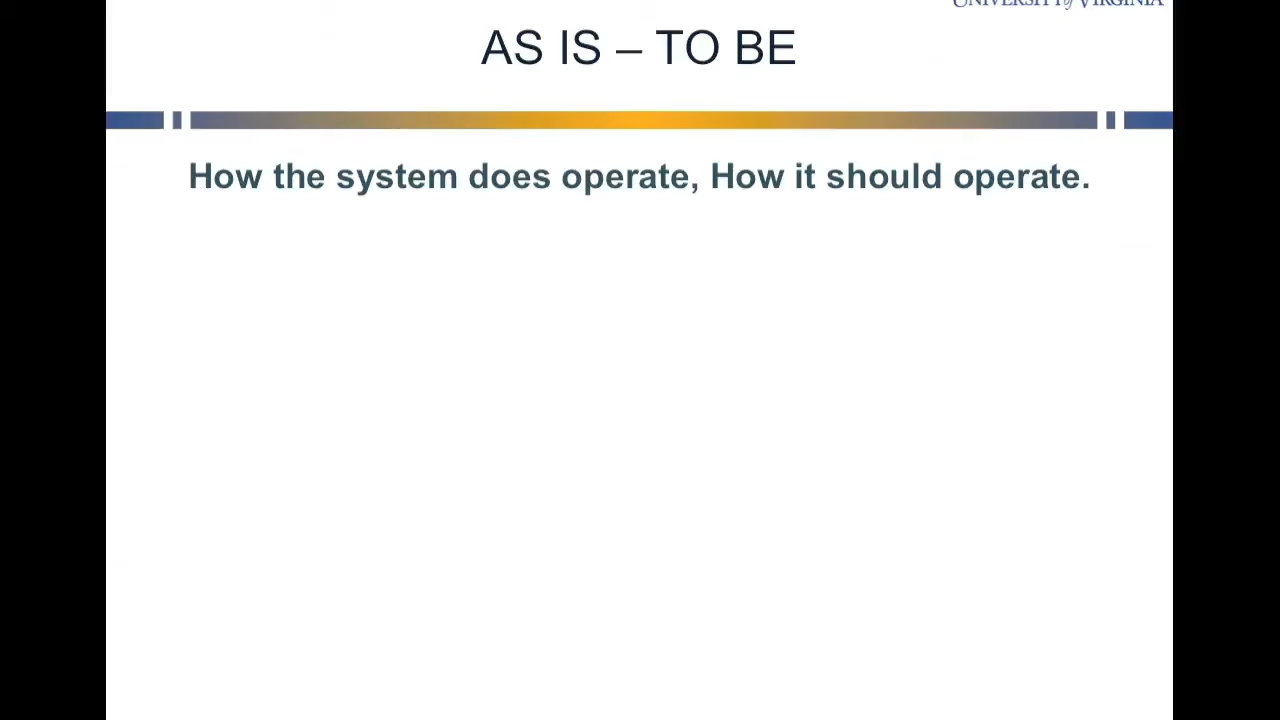 UNIVERSITY of VIRGINIA
AS IS – TO BE
How the system does operate, How it should operate.